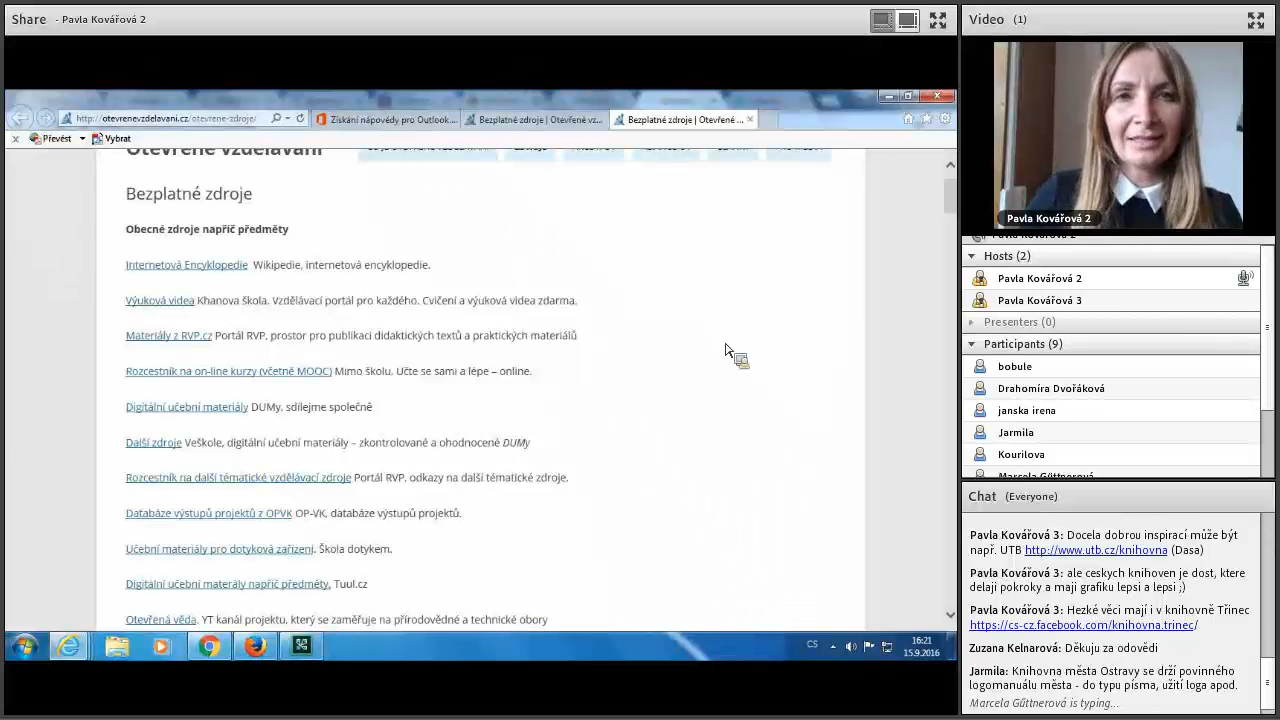 Share - Pavla Kovářová 2
http://otevrenevzdelavani.cz/otevrene-zdroje/
Získání nápovědy pro Outlook...
Bezplatné zdroje | Otevřené vz...
Bezplatné zdroje | Otevřené ...
Převést
Vybrat
Otevřené vzdělávání
Bezplatné zdroje
Obecné zdroje napříč předměty
Internetová Encyklopedie Wikipedie, internetová encyklopedie.
Výuková videa Khanova škola. Vzdělávací portál pro každého. Cvičení a výuková videa zdarma.
Materiály z RVP.cz Portál RVP, prostor pro publikaci didaktických textů a praktických materiálů
Rozcestník na on-line kurzy (včetně MOOC) Mimo školu. Učte se sami a lépe – online.
Digitální učební materiály DUMy, sdílejme společně
Další zdroje Veškole, digitální učební materiály – zkontrolované a ohodnocené DUMy
Rozcestník na další tématické vzdělávací zdroje Portál RVP, odkazy na další tématické zdroje.
Databáze výstupů projektů z OPVK OP-VK, databáze výstupů projektů.
Učební materiály pro dotyková zařízení. Škola dotykem.
Digitální učební materály napříč předměty, Tuul.cz
Otevřená věda. YT kanál projektu, který se zaměřuje na přírodovědné a technické obory
CS
16:21
15.9.2016
Video (1)
Pavla Kovářová 2
Pavla Kovářová 2
Hosts (2)
Pavla Kovářová 2
Pavla Kovářová 3
Presenters (0)
Participants (9)
bobule
Drahomíra Dvořáková
janska irena
Jarmila
Kourilova
Marcela Gűttnerová
Chat (Everyone)
Pavla Kovářová 3: Docela dobrou inspirací může být
např. UTB http://www.utb.cz/knihovna (Dasa)
Pavla Kovářová 3: ale ceskych knihoven je dost, ktere
delaji pokroky a maji grafiku lepsi a lepsi ;)
Pavla Kovářová 3: Hezké věci máji i v knihovně Třinec
https://cs-cz.facebook.com/knihovna.trinec/
Zuzana Kelnarová: Děkuju za odovědi
Jarmila: Knihovna města Ostravy se drží povinného
logomanuálu města - do typu písma, užití loga apod.
Marcela Gűttnerová is typing...